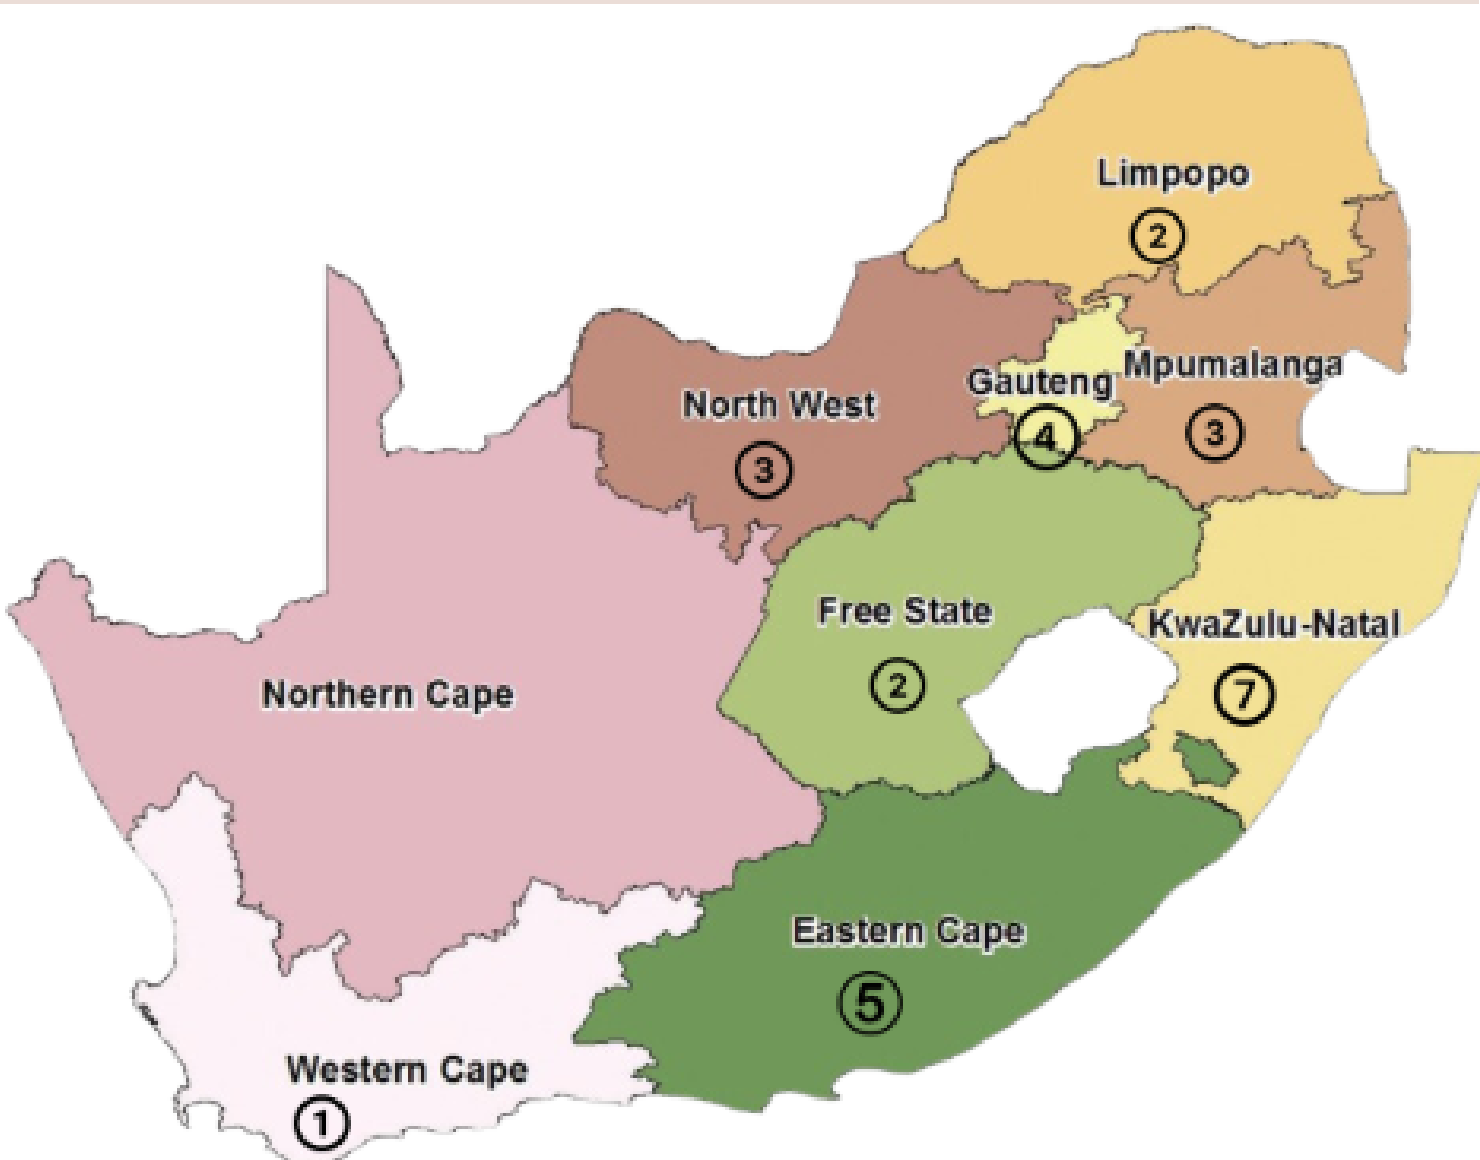 Limpopo
②
Mpumalanga
③
Gauteng
④
North West
③
Free State
②
KwaZulu-Natal
⑦
Northern Cape
Eastern Cape
⑤
Western Cape
①